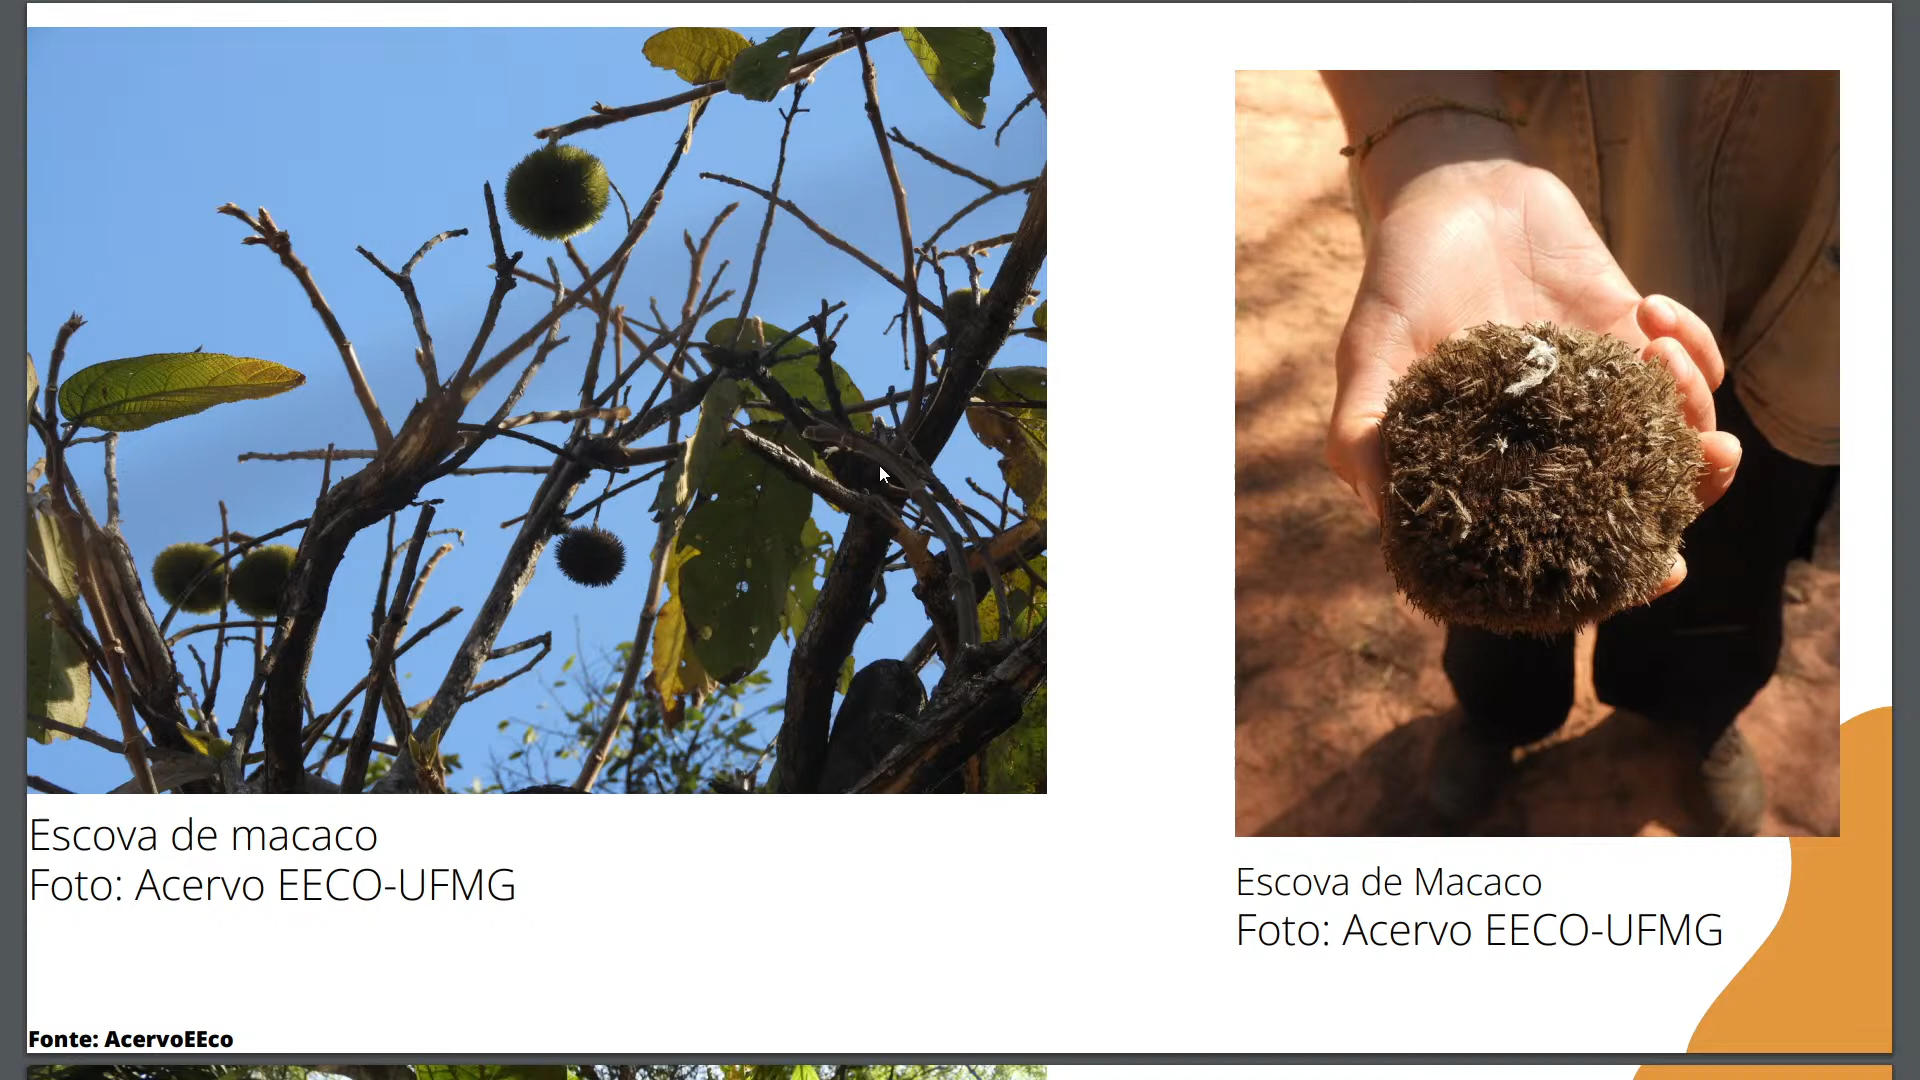 Escova de macaco
Foto: Acervo EECO-UFMG
Escova de Macaco
Foto: Acervo EECO-UFMG
Fonte: AcervoEEco